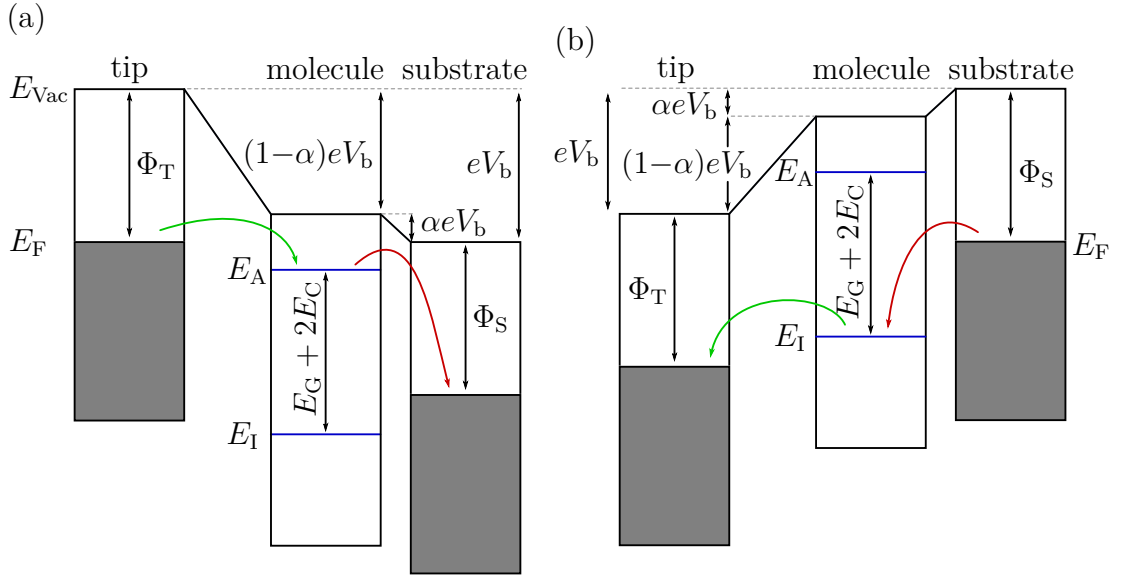 (a)
tip
molecule
substrate
E_Vac
Φ_T
(1−α)eV_b
eV_b
αeV_b
E_F
E_A
Φ_S
E_G + 2E_C
E_I
(b)
tip
molecule
substrate
αeV_b
eV_b
(1−α)eV_b
E_A
Φ_S
E_G + 2E_C
E_F
Φ_T
E_I